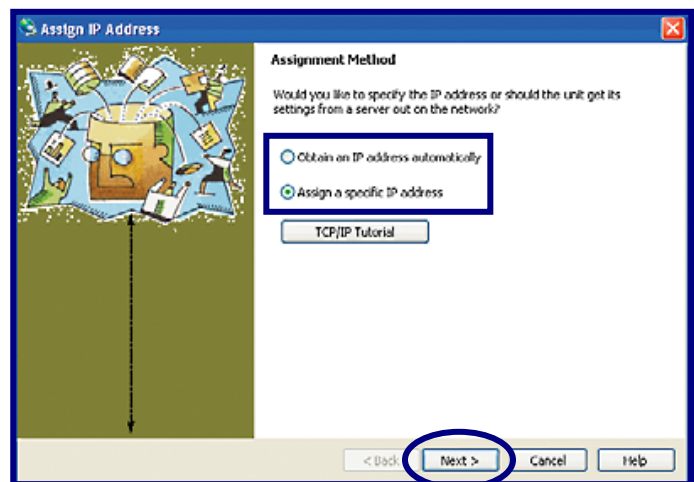 Assign IP Address
Assignment Method
Would you like to specify the IP address or should the unit get its
settings from a server out on the network?
Obtain an IP address automatically
Assign a specific IP address
TCP/IP Tutorial
< Back
Next >
Cancel
Help